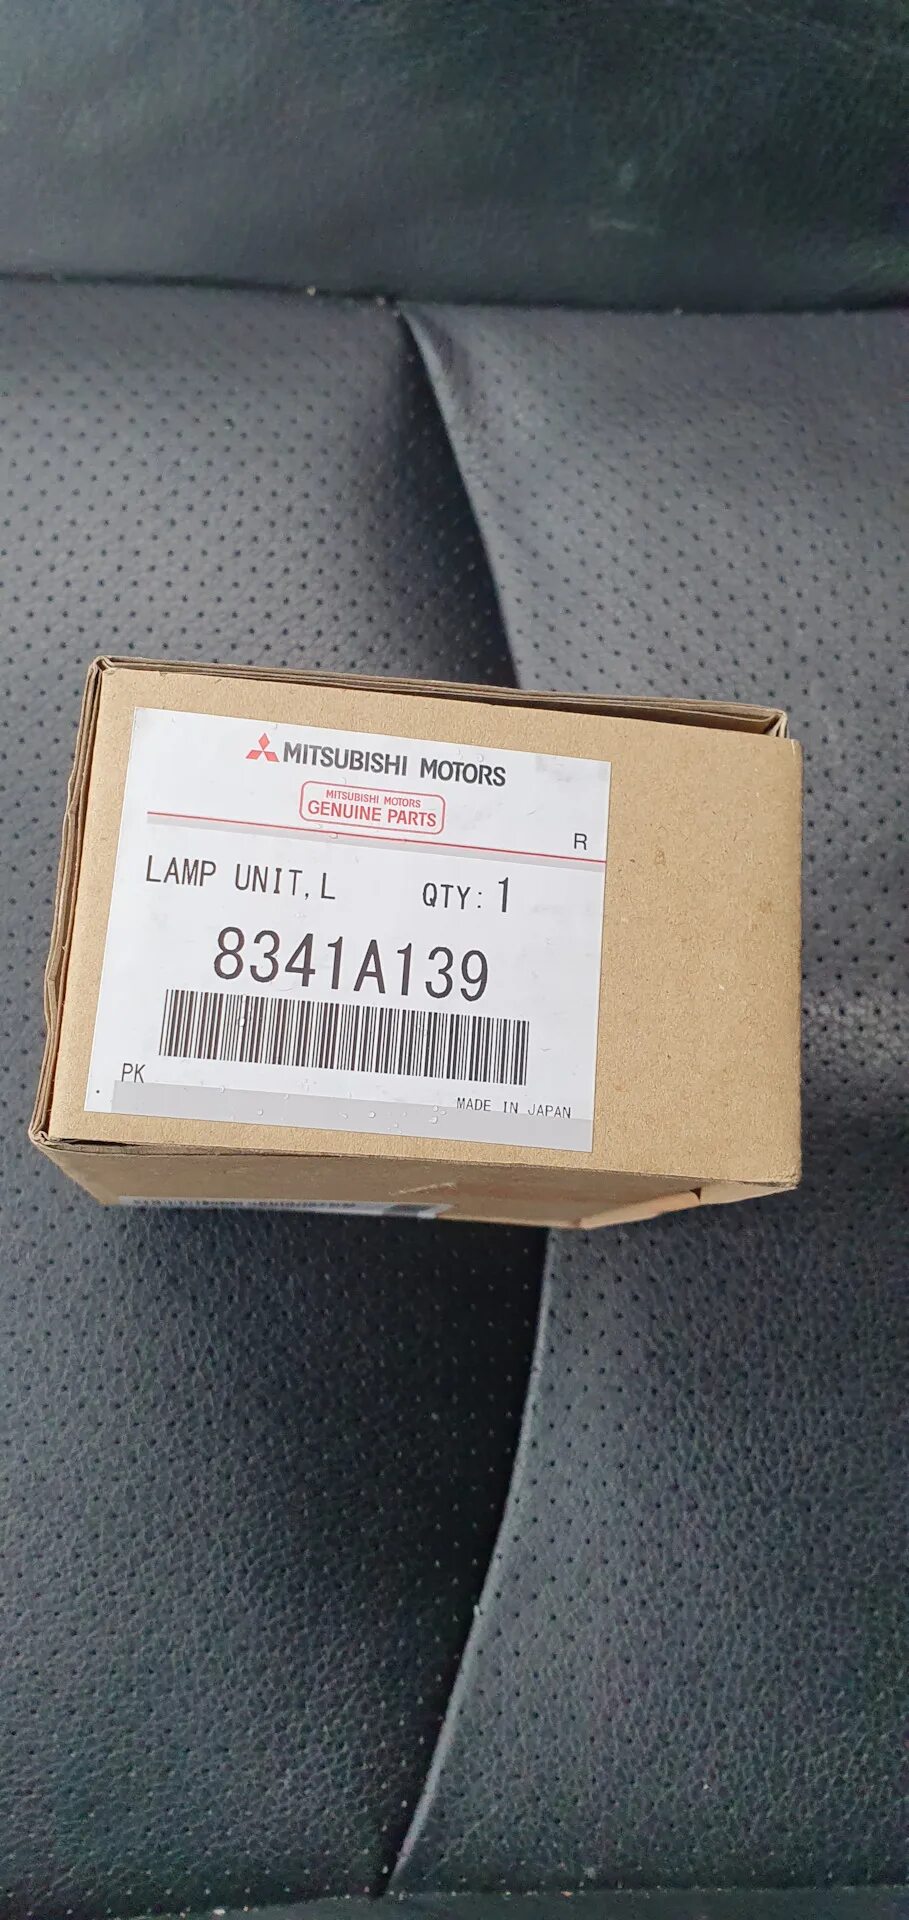 MITSUBISHI MOTORS
MITSUBISHI MOTORS
GENUINE PARTS
R
LAMP UNIT,L QTY: 1
8341A139
PK
MADE IN JAPAN